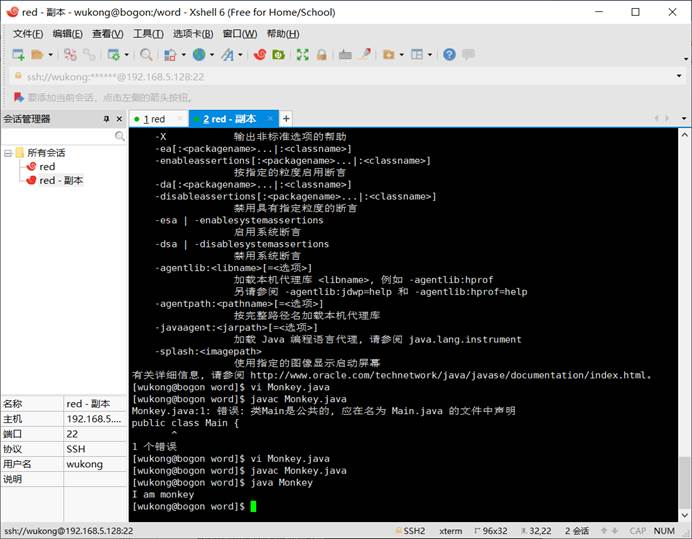 red - 副本 - wukong@bogon:/word - Xshell 6 (Free for Home/School)
文件(F) 编辑(E) 查看(V) 工具(T) 选项卡(B) 窗口(W) 帮助(H)
ssh://wukong:******@192.168.5.128:22
要添加当前会话，点击左侧的箭头按钮。
会话管理器
1 red
2 red - 副本
所有会话
red
red - 副本
-X 输出非标准选项的帮助
-ea[:<packagename>...|:<classname>]
-enableassertions[:<packagename>...|:<classname>]
按指定的粒度启用断言
-da[:<packagename>...|:<classname>]
-disableassertions[:<packagename>...|:<classname>]
禁用具有指定粒度的断言
-esa | -enablesystemassertions
启用系统断言
-dsa | -disablesystemassertions
禁用系统断言
-agentlib:<libname>[=<选项>]
加载本机代理库 <libname>, 例如 -agentlib:hprof
另请参阅 -agentlib:jdwp=help 和 -agentlib:hprof=help
-agentpath:<pathname>[=<选项>]
按完整路径名加载本机代理库
-javaagent:<jarpath>[=<选项>]
加载 Java 编程语言代理, 请参阅 java.lang.instrument
-splash:<imagepath>
使用指定的图像显示启动屏幕
有关详细信息, 请参阅 http://www.oracle.com/technetwork/java/javase/documentation/index.html。
[wukong@bogon word]$ vi Monkey.java
[wukong@bogon word]$ javac Monkey.java
Monkey.java:1: 错误: 类Main是公共的, 应在名为 Main.java 的文件中声明
public class Main {
^
1 个错误
[wukong@bogon word]$ vi Monkey.java
[wukong@bogon word]$ javac Monkey.java
[wukong@bogon word]$ java Monkey
I am monkey
[wukong@bogon word]$
名称 red - 副本
主机 192.168.5....
端口 22
协议 SSH
用户名 wukong
说明
ssh://wukong@192.168.5.128:22 SSH2 xterm 96x32 32,22 2 会话 CAP NUM